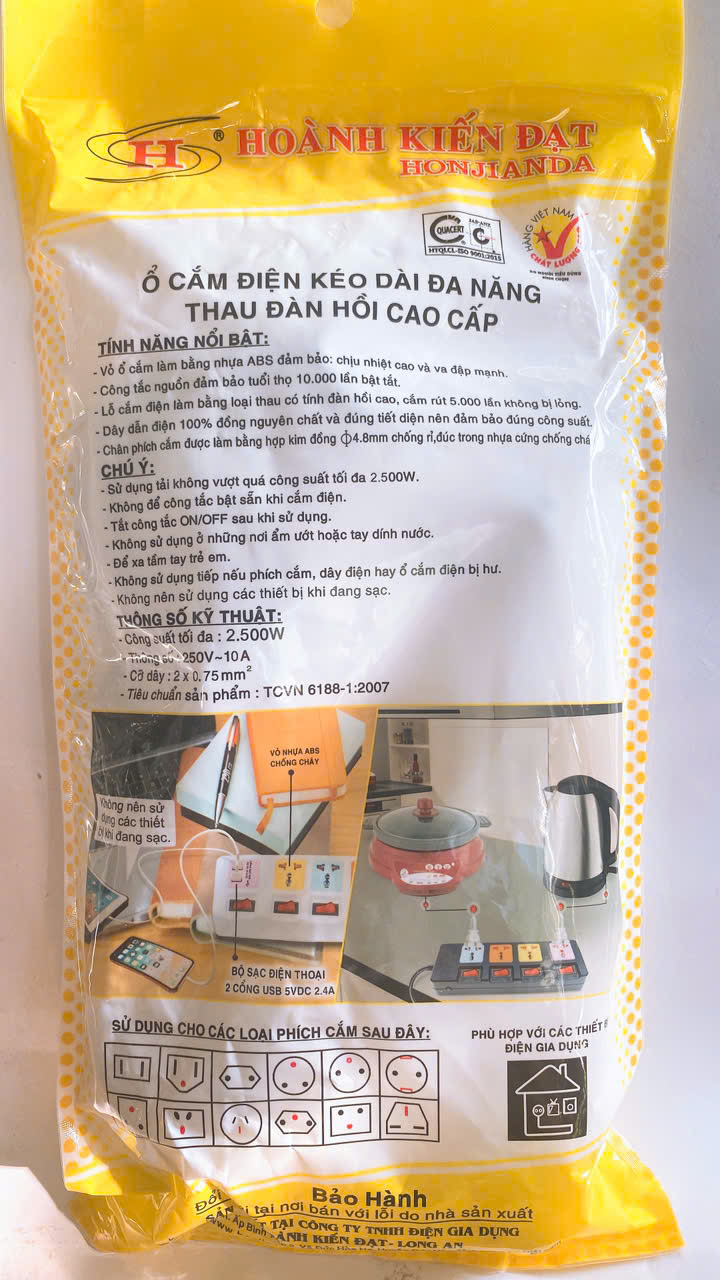 H ®
HOÀNH KIẾN ĐẠT
HONJIANDA
QUACERT
JAS-ANZ
HTQLCL-ISO 9001:2015
HÀNG VIỆT NAM
CHẤT LƯỢNG
DO NGƯỜI TIÊU DÙNG
BÌNH CHỌN
Ổ CẮM ĐIỆN KÉO DÀI ĐA NĂNG
THAU ĐÀN HỒI CAO CẤP
TÍNH NĂNG NỔI BẬT:
- Vỏ ổ cắm làm bằng nhựa ABS đảm bảo: chịu nhiệt cao và va đập mạnh.
- Công tắc nguồn đảm bảo tuổi thọ 10.000 lần bật tắt.
- Lỗ cắm điện làm bằng loại thau có tính đàn hồi cao, cắm rút 5.000 lần không bị lỏng.
- Dây dẫn điện 100% đồng nguyên chất và đúng tiết diện nên đảm bảo đúng công suất.
- Chân phích cắm được làm bằng hợp kim đồng ф4.8mm chống rỉ,đúc trong nhựa cứng chống chá
CHÚ Ý:
- Sử dụng tải không vượt quá công suất tối đa 2.500W.
- Không để công tắc bật sẵn khi cắm điện.
- Tắt công tắc ON/OFF sau khi sử dụng.
- Không sử dụng ở những nơi ẩm ướt hoặc tay dính nước.
- Để xa tầm tay trẻ em.
- Không sử dụng tiếp nếu phích cắm, dây điện hay ổ cắm điện bị hư.
- Không nên sử dụng các thiết bị khi đang sạc.
THÔNG SỐ KỸ THUẬT:
- Công suất tối đa : 2.500W
- Thông số : 250V~10A
- Cỡ dây : 2 x 0.75mm²
- Tiêu chuẩn sản phẩm : TCVN 6188-1:2007
VỎ NHỰA ABS
CHỐNG CHÁY
Không nên sử
dụng các thiết
bị khi đang sạc.
BỘ SẠC ĐIỆN THOẠI
2 CỔNG USB 5VDC 2.4A
SỬ DỤNG CHO CÁC LOẠI PHÍCH CẮM SAU ĐÂY:
PHÙ HỢP VỚI CÁC THIẾT B
ĐIỆN GIA DỤNG
Bảo Hành
Đổi tại nơi bán với lỗi do nhà sản xuất
TẠI CÔNG TY TNHH ĐIỆN GIA DỤNG
KIẾN ĐẠT- LONG AN